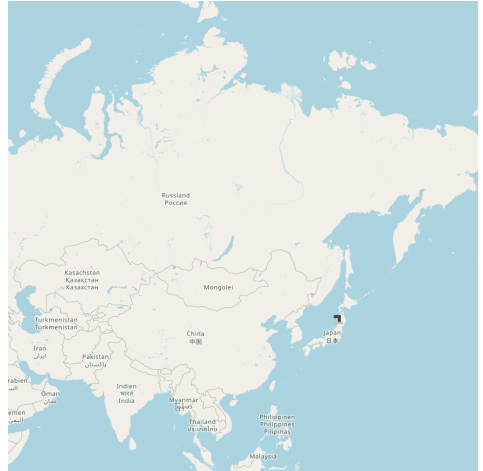 Russland
Россия
Kasachstan
Қазақстан
Казахстан
Mongolei
Turkmenistan
Türkmenistan
China
中国
Japan
日本
Iran
ایران
Pakistan
پاکستان
Indien
भारत
India
Oman
عمان
Myanmar
Thailand
ประเทศไทย
Philippinen
Philippines
Pilipinas
Malaysia